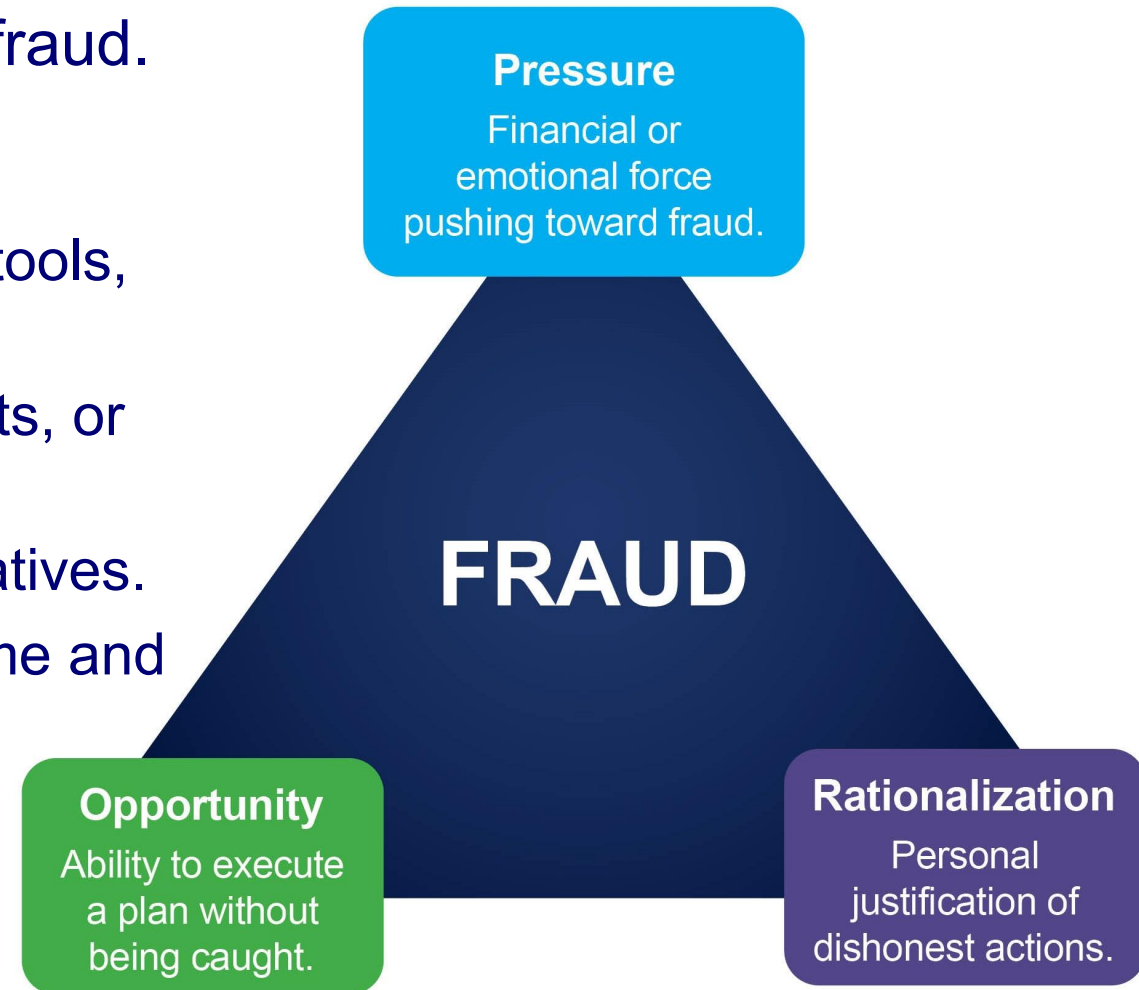 fraud.
tools,
ts, or
atives.
ne and
Pressure
Financial or
emotional force
pushing toward fraud.
FRAUD
Opportunity
Ability to execute
a plan without
being caught.
Rationalization
Personal
justification of
dishonest actions.